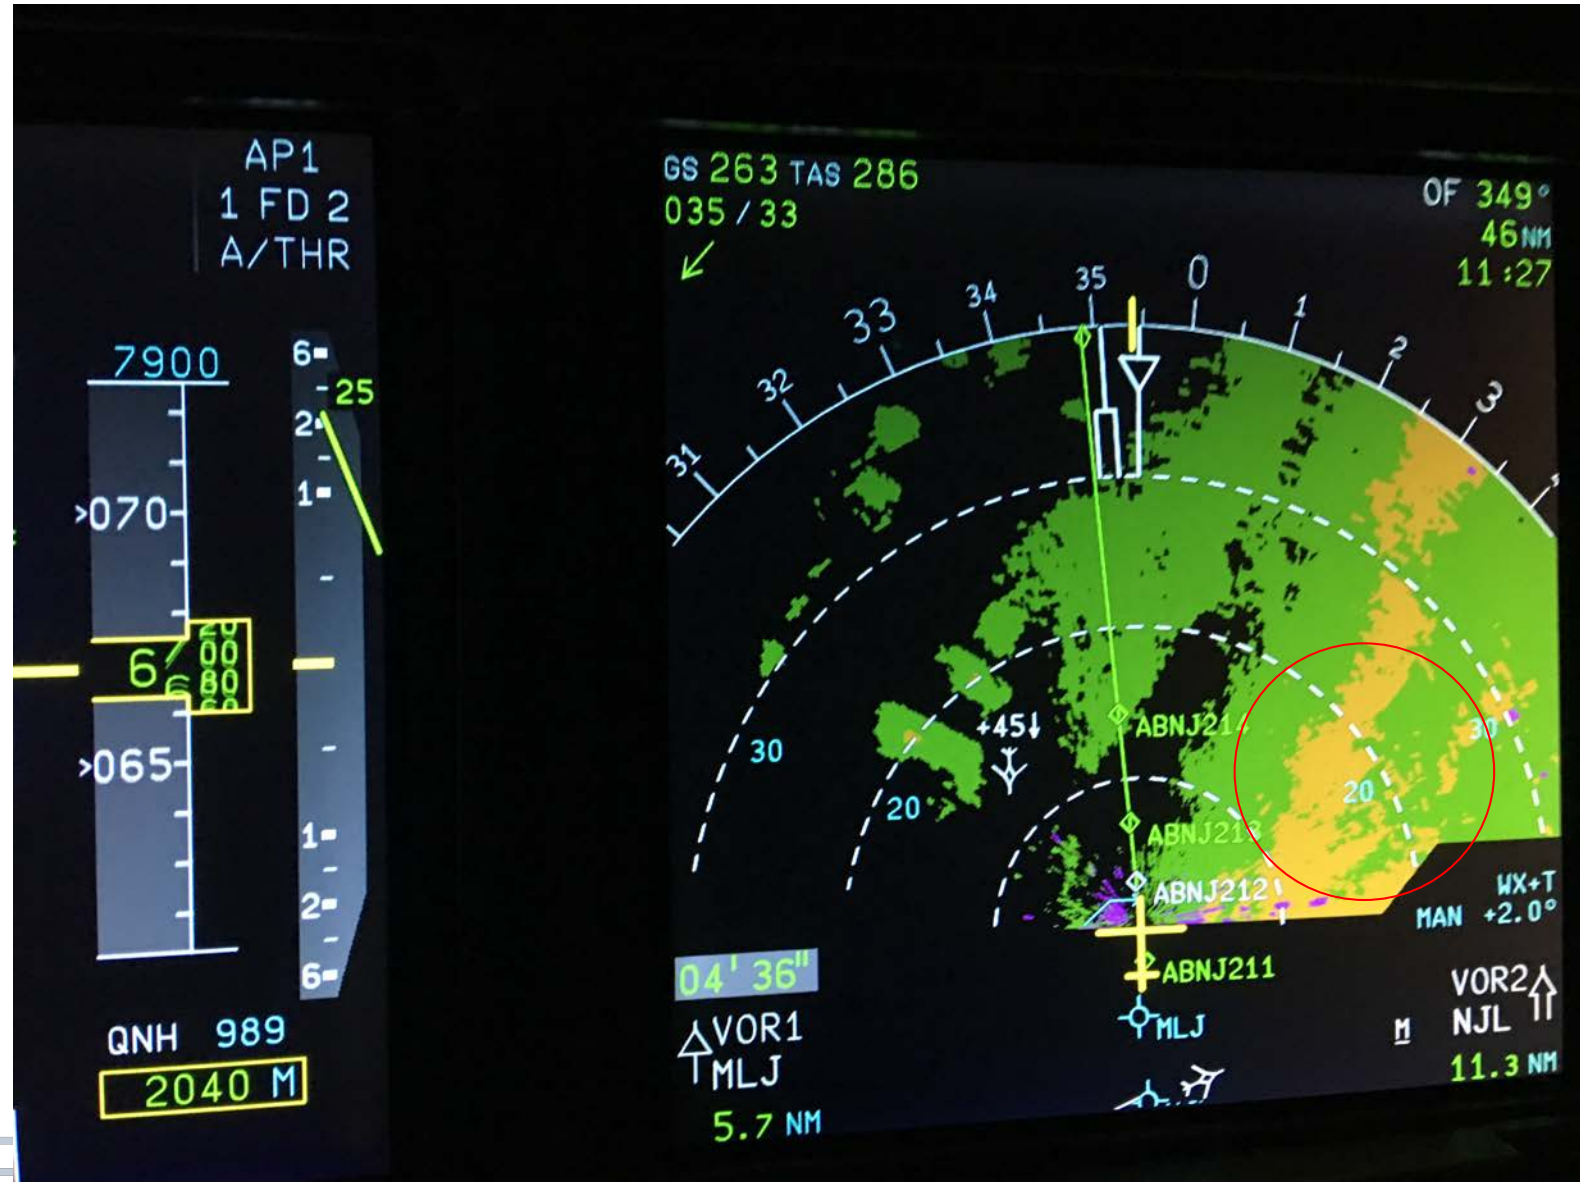 AP1
1 FD 2
A/THR
7900
6
25
2
1
>070-
6
20
00
80
60
>065-
1
2
6
QNH 989
2040 M
GS 263 TAS 286
035 / 33
OF 349°
46 NM
11:27
31
32
33
34
35
0
1
2
3
+45↓
ABNJ214
30
30
20
20
ABNJ213
ABNJ212
WX+T
MAN +2.0°
ABNJ211
04' 36"
VOR1
MLJ
5.7 NM
MLJ
M
VOR2
NJL
11.3 NM